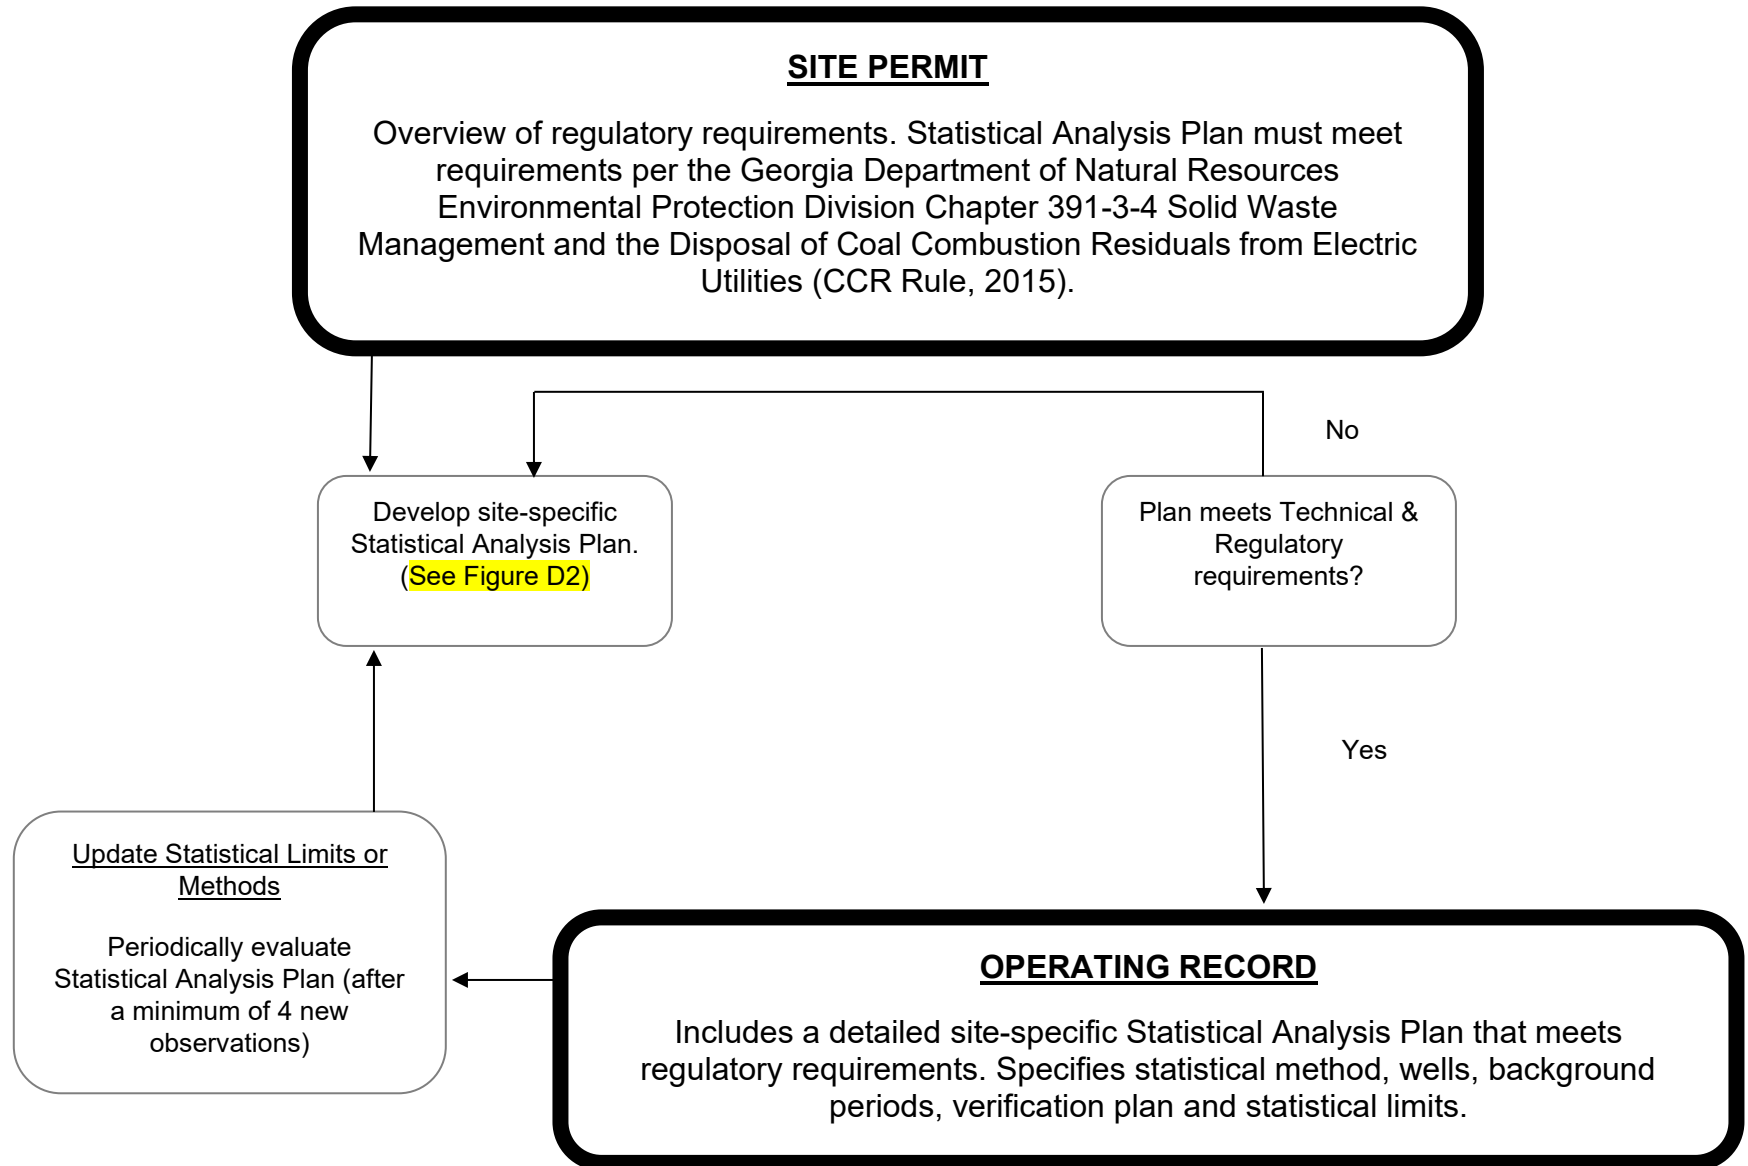 SITE PERMIT
Overview of regulatory requirements. Statistical Analysis Plan must meet
requirements per the Georgia Department of Natural Resources
Environmental Protection Division Chapter 391-3-4 Solid Waste
Management and the Disposal of Coal Combustion Residuals from Electric
Utilities (CCR Rule, 2015).
No
Develop site-specific
Statistical Analysis Plan.
(See Figure D2)
Plan meets Technical &
Regulatory
requirements?
Yes
Update Statistical Limits or
Methods
Periodically evaluate
Statistical Analysis Plan (after
a minimum of 4 new
observations)
OPERATING RECORD
Includes a detailed site-specific Statistical Analysis Plan that meets
regulatory requirements. Specifies statistical method, wells, background
periods, verification plan and statistical limits.